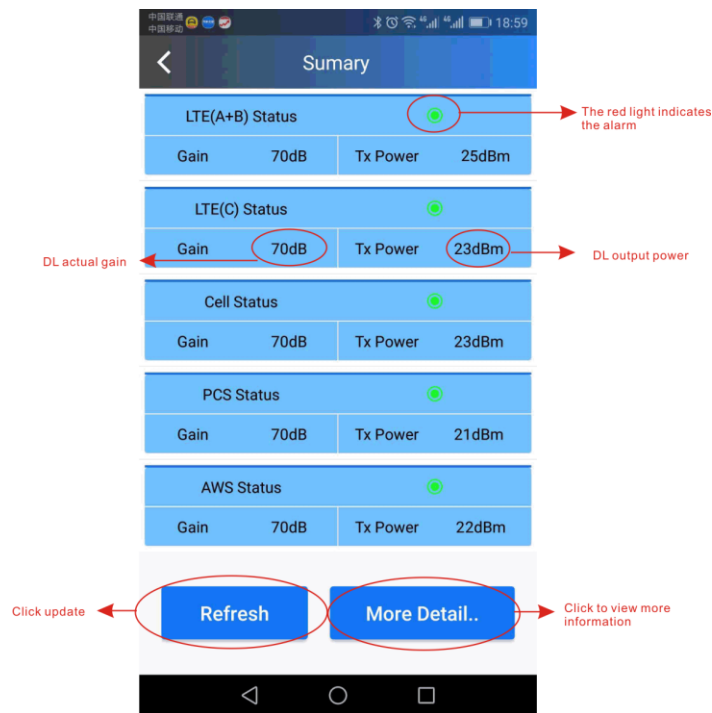 中国联通
中国移动
46 46 18:59
Sumary
LTE(A+B) Status
The red light indicates
the alarm
Gain 70dB Tx Power 25dBm
LTE(C) Status
Gain 70dB Tx Power 23dBm
DL actual gain
DL output power
Cell Status
Gain 70dB Tx Power 23dBm
PCS Status
Gain 70dB Tx Power 21dBm
AWS Status
Gain 70dB Tx Power 22dBm
Click update
Refresh
More Detail..
Click to view more
information